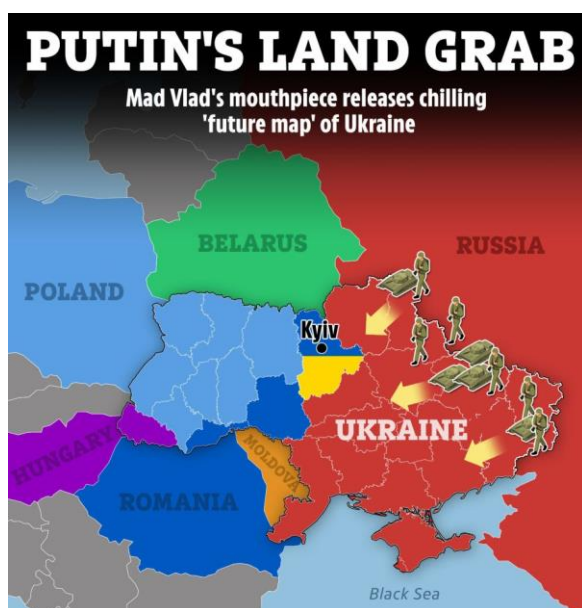 PUTIN'S LAND GRAB
Mad Vlad's mouthpiece releases chilling
'future map' of Ukraine
BELARUS
RUSSIA
POLAND
Kyiv
UKRAINE
HUNGARY
MOLDOVA
ROMANIA
Black Sea